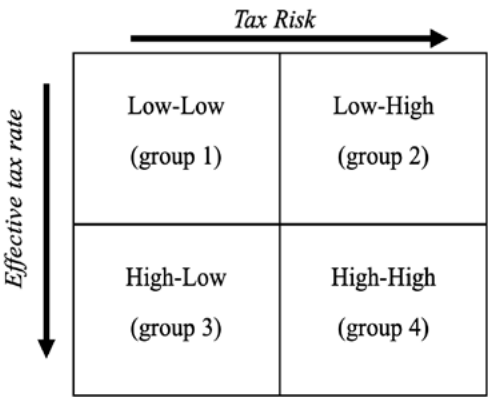 Tax Risk
Effective tax rate
Low-Low
(group 1)
Low-High
(group 2)
High-Low
(group 3)
High-High
(group 4)